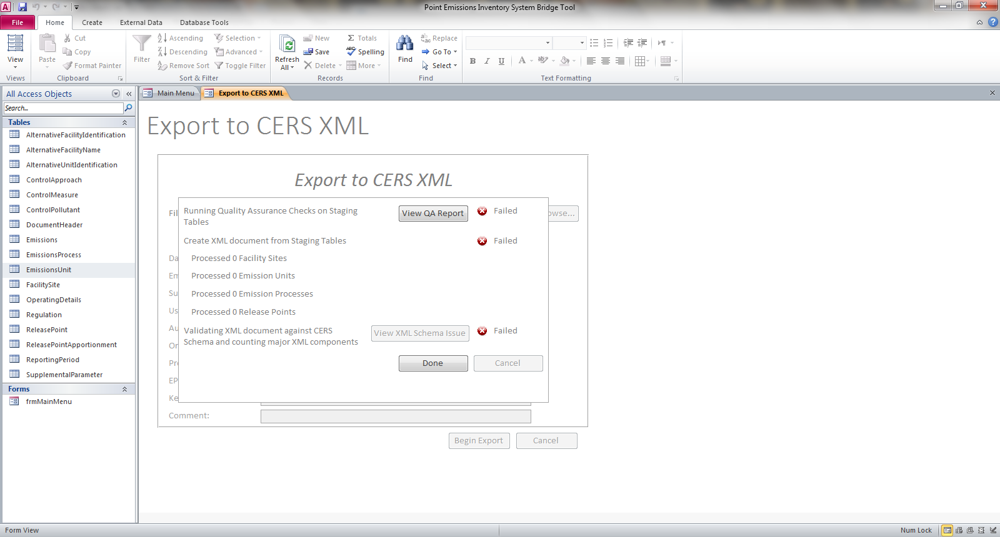 Point Emissions Inventory System Bridge Tool
File
Home
Create
External Data
Database Tools
View
Views
Paste
Cut
Copy
Format Painter
Clipboard
Filter
Ascending
Descending
Remove Sort
Selection
Advanced
Toggle Filter
Sort & Filter
Refresh
All
New
Save
Delete
Totals
Spelling
More
Records
Find
Replace
Go To
Select
Find
B I U A
Text Formatting
All Access Objects
Search...
Main Menu
Export to CERS XML
Tables
AlternativeFacilityIdentification
AlternativeFacilityName
AlternativeUnitIdentification
ControlApproach
ControlMeasure
ControlPollutant
DocumentHeader
Emissions
EmissionsProcess
EmissionsUnit
FacilitySite
OperatingDetails
Regulation
ReleasePoint
ReleasePointApportionment
ReportingPeriod
SupplementalParameter
Forms
frmMainMenu
Export to CERS XML
Export to CERS XML
Fil
owse...
Running Quality Assurance Checks on Staging
Tables
View QA Report
Failed
Create XML document from Staging Tables
Failed
Da
Processed 0 Facility Sites
Em
Processed 0 Emission Units
Su
Processed 0 Emission Processes
Us
Processed 0 Release Points
Au
Validating XML document against CERS
Schema and counting major XML components
View XML Schema Issue
Failed
Or
Pro
Done
Cancel
EP
Ke
Comment:
Begin Export
Cancel
Form View
Num Lock